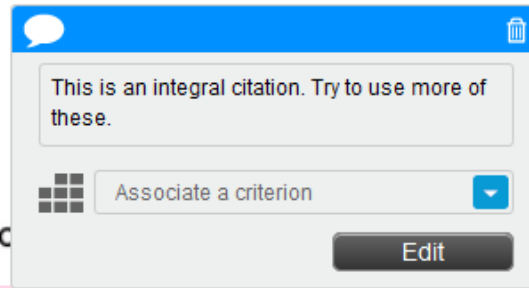 This is an integral citation. Try to use more of
these.
Associate a criterion
Edit